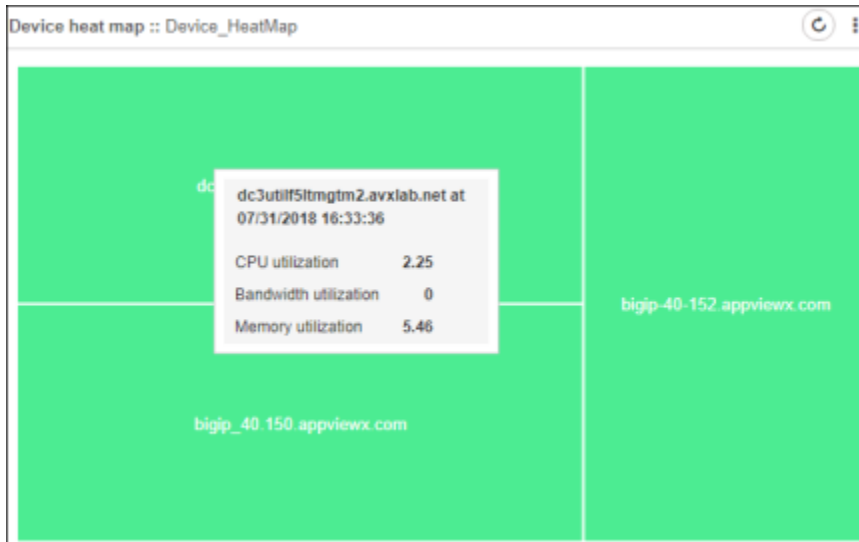 Device heat map :: Device_HeatMap
dc
dc3utilf5ltmgtm2.avxlab.net at
07/31/2018 16:33:36
CPU utilization 2.25
Bandwidth utilization 0
Memory utilization 5.46
bigip-40-152.appviewx.com
bigip_40.150.appviewx.com